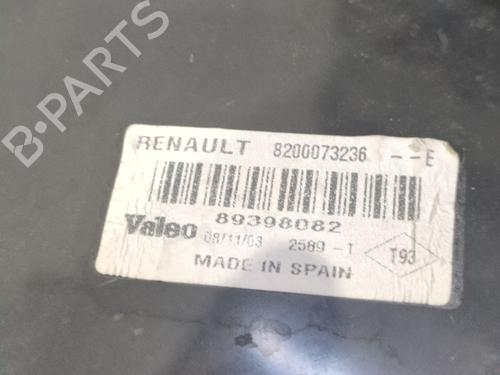 RENAULT 8200073236 --E
89398082
Valeo 08/11/03 2589-1 T93
MADE IN SPAIN
B-PARTS